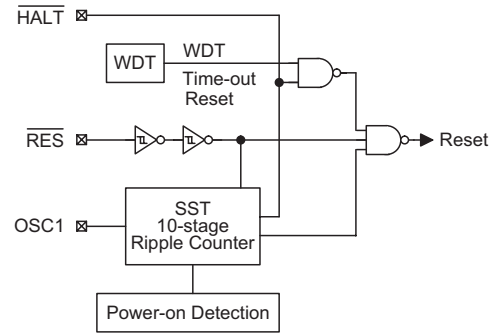 HALT
WDT
WDT
Time-out
Reset
RES
Reset
OSC1
SST
10-stage
Ripple Counter
Power-on Detection